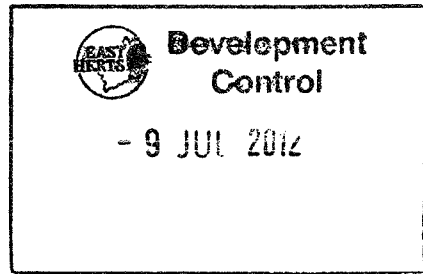 EAST
HERTS
Development
Control
- 9 JUL 2012